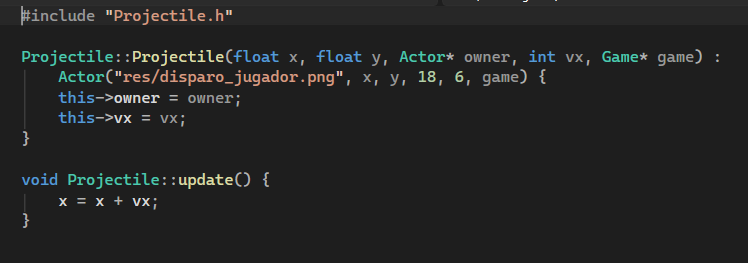 #include "Projectile.h"
Projectile::Projectile(float x, float y, Actor* owner, int vx, Game* game) :
Actor("res/disparo_jugador.png", x, y, 18, 6, game) {
this->owner = owner;
this->vx = vx;
}
void Projectile::update() {
x = x + vx;
}